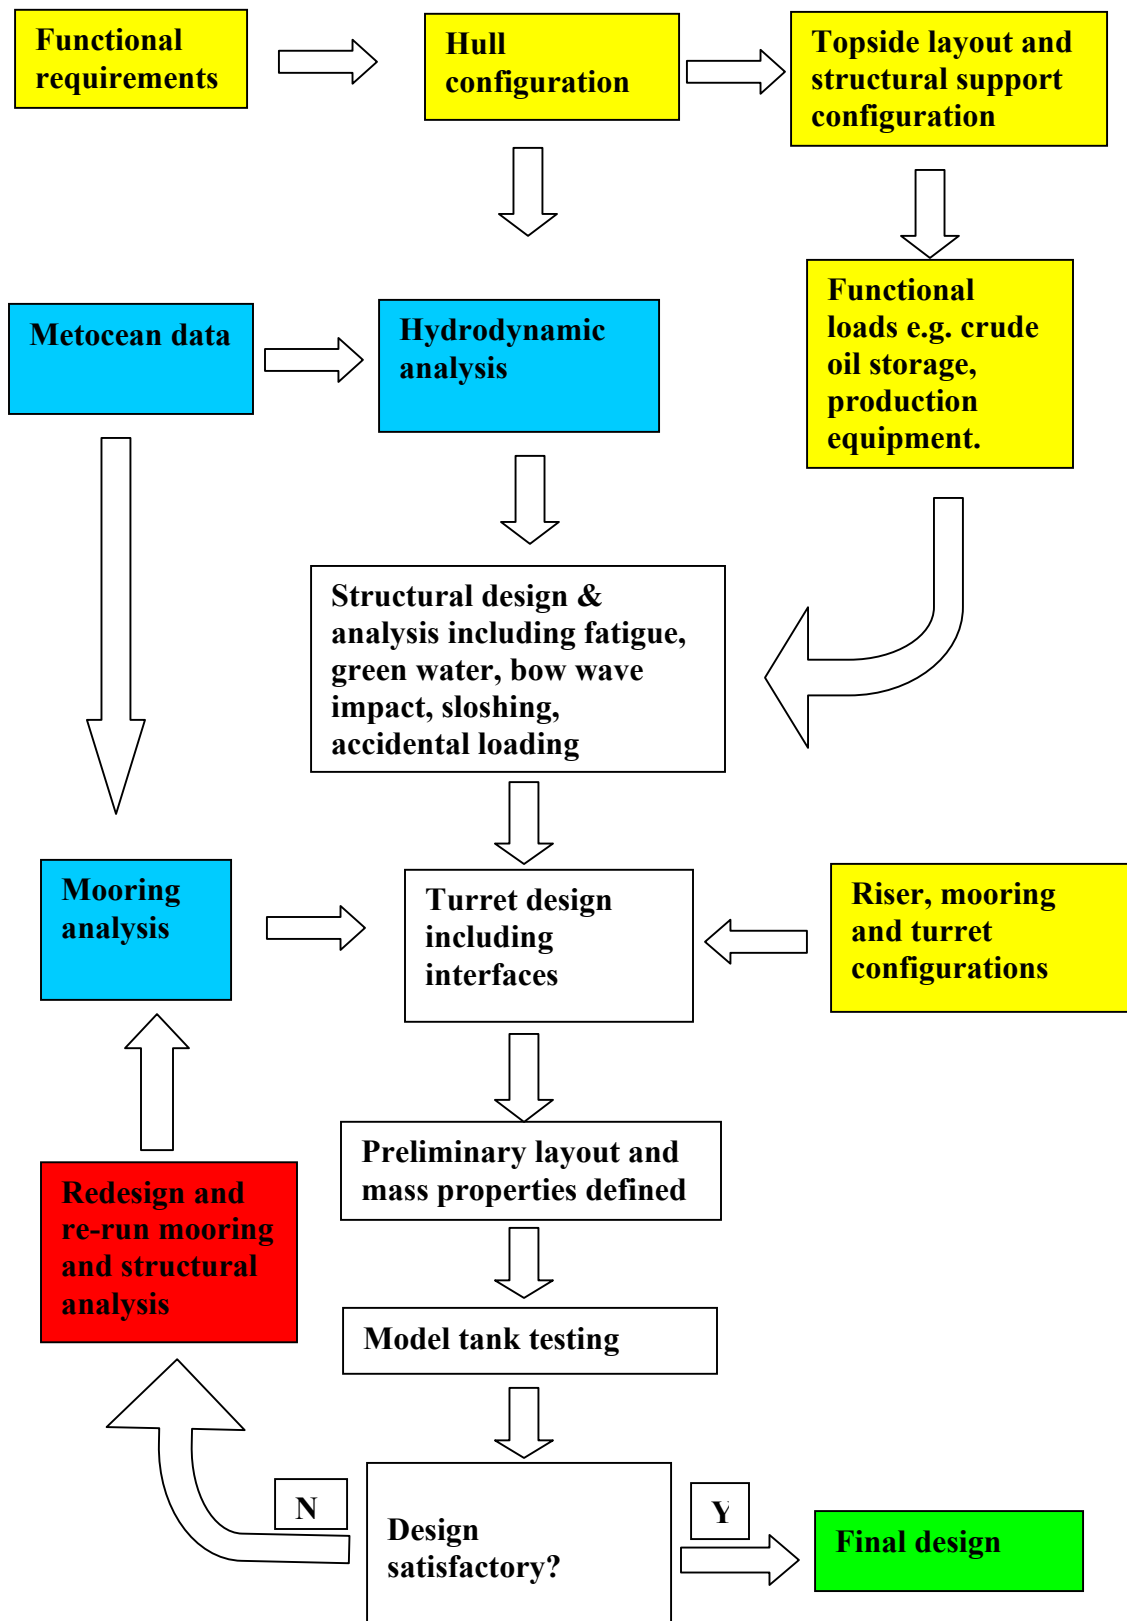 Functional
requirements
Hull
configuration
Topside layout and
structural support
configuration
Metocean data
Hydrodynamic
analysis
Functional
loads e.g. crude
oil storage,
production
equipment.
Structural design &
analysis including fatigue,
green water, bow wave
impact, sloshing,
accidental loading
Mooring
analysis
Turret design
including
interfaces
Riser, mooring
and turret
configurations
Preliminary layout and
mass properties defined
Redesign and
re-run mooring
and structural
analysis
Model tank testing
N
Design
satisfactory?
Y
Final design